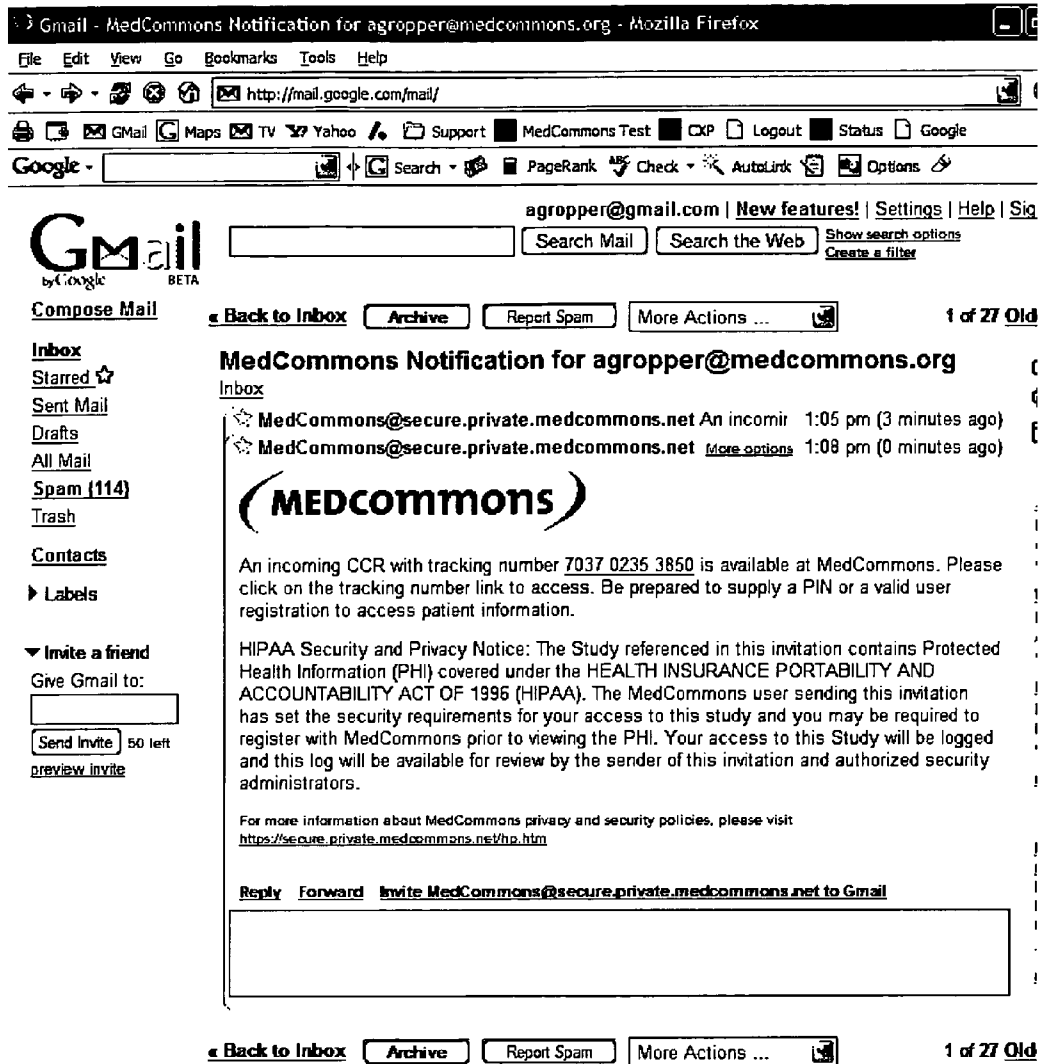 Gmail - MedCommons Notification for agropper@medcommons.org - Mozilla Firefox
File Edit View Go Bookmarks Tools Help
http://mail.google.com/mail/
GMail Maps TV Yahoo Support MedCommons Test CXP Logout Status Google
Google - Search PageRank Check AutoLink Options
agropper@gmail.com | New features! | Settings | Help | Sig
Gmail by Google BETA
Search Mail Search the Web Show search options
Create a filter
Compose Mail
« Back to Inbox Archive Report Spam More Actions ... 1 of 27 Old
Inbox
Starred
Sent Mail
Drafts
All Mail
Spam (114)
Trash
Contacts
Labels
Invite a friend
Give Gmail to:
Send Invite 50 left
preview invite
MedCommons Notification for agropper@medcommons.org
Inbox
MedCommons@secure.private.medcommons.net An incomir 1:05 pm (3 minutes ago)
MedCommons@secure.private.medcommons.net More options 1:08 pm (0 minutes ago)
MEDcommons
An incoming CCR with tracking number 7037 0235 3850 is available at MedCommons. Please
click on the tracking number link to access. Be prepared to supply a PIN or a valid user
registration to access patient information.
HIPAA Security and Privacy Notice: The Study referenced in this invitation contains Protected
Health Information (PHI) covered under the HEALTH INSURANCE PORTABILITY AND
ACCOUNTABILITY ACT OF 1996 (HIPAA). The MedCommons user sending this invitation
has set the security requirements for your access to this study and you may be required to
register with MedCommons prior to viewing the PHI. Your access to this Study will be logged
and this log will be available for review by the sender of this invitation and authorized security
administrators.
For more information about MedCommons privacy and security policies, please visit
https://secure.private.medcommons.net/hp.htm
Reply Forward Invite MedCommons@secure.private.medcommons.net to Gmail
« Back to Inbox Archive Report Spam More Actions ... 1 of 27 Old